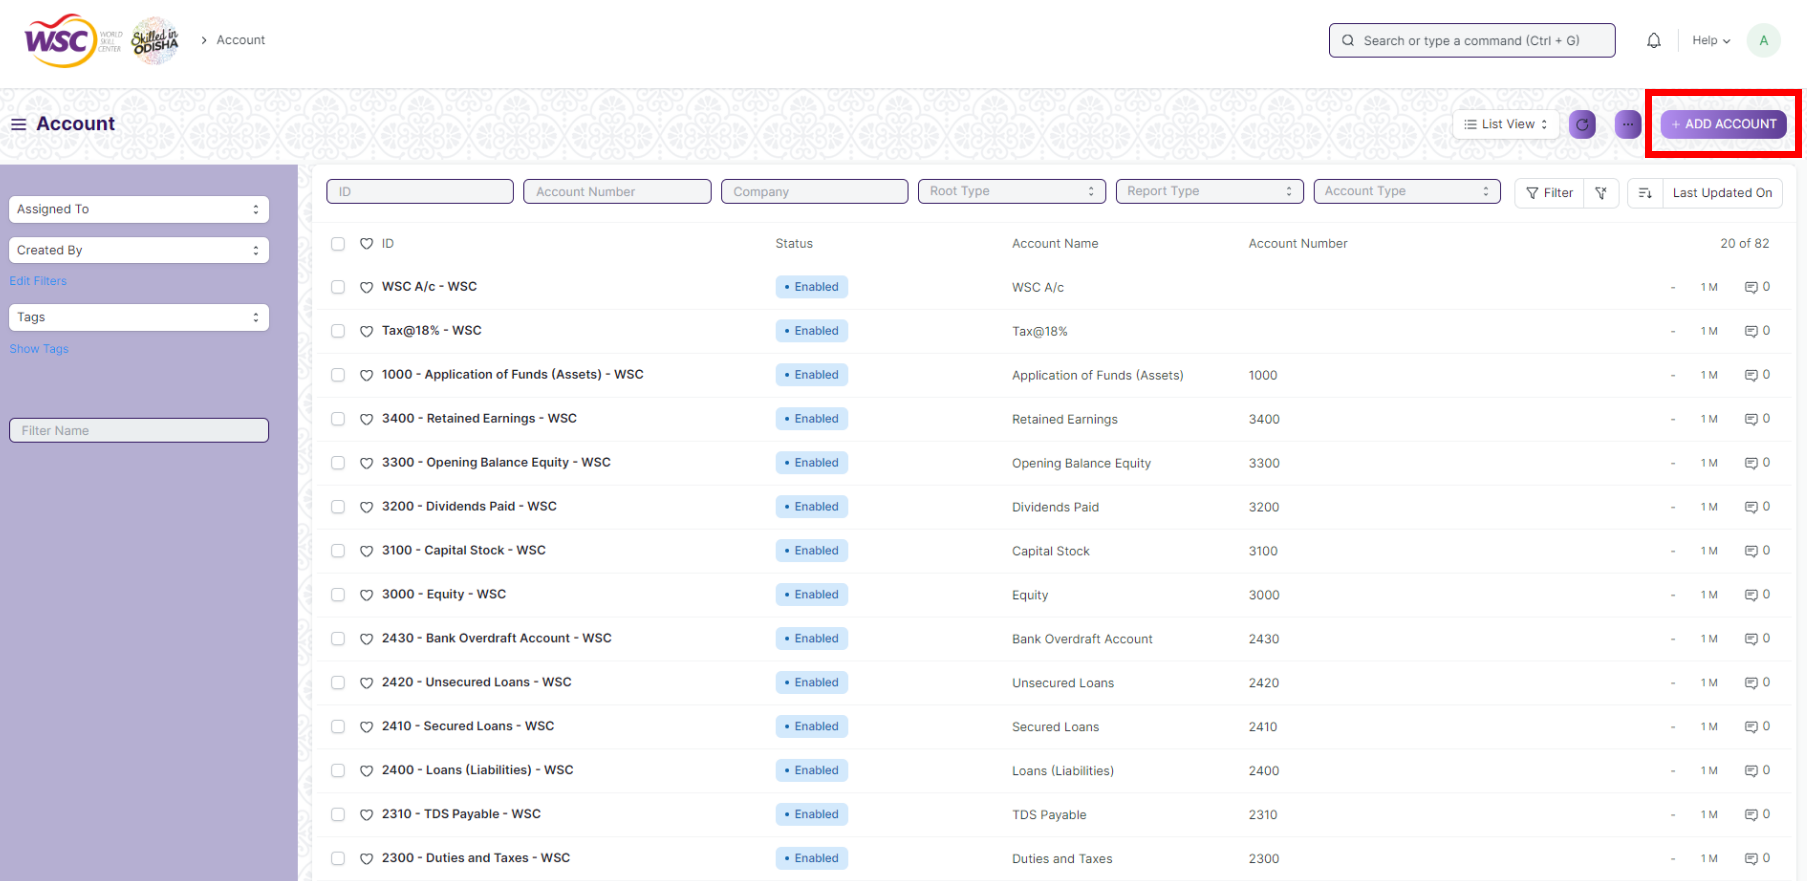 WSC WORLD SKILL CENTER Skilled in ODISHA > Account Search or type a command (Ctrl + G) Help A
Account List View ... + ADD ACCOUNT
Assigned To
Created By
Edit Filters
Tags
Show Tags
Filter Name
ID Account Number Company Root Type Report Type Account Type Filter Last Updated On
ID Status Account Name Account Number 20 of 82
WSC A/c - WSC • Enabled WSC A/c - 1 M 0
Tax@18% - WSC • Enabled Tax@18% - 1 M 0
1000 - Application of Funds (Assets) - WSC • Enabled Application of Funds (Assets) 1000 - 1 M 0
3400 - Retained Earnings - WSC • Enabled Retained Earnings 3400 - 1 M 0
3300 - Opening Balance Equity - WSC • Enabled Opening Balance Equity 3300 - 1 M 0
3200 - Dividends Paid - WSC • Enabled Dividends Paid 3200 - 1 M 0
3100 - Capital Stock - WSC • Enabled Capital Stock 3100 - 1 M 0
3000 - Equity - WSC • Enabled Equity 3000 - 1 M 0
2430 - Bank Overdraft Account - WSC • Enabled Bank Overdraft Account 2430 - 1 M 0
2420 - Unsecured Loans - WSC • Enabled Unsecured Loans 2420 - 1 M 0
2410 - Secured Loans - WSC • Enabled Secured Loans 2410 - 1 M 0
2400 - Loans (Liabilities) - WSC • Enabled Loans (Liabilities) 2400 - 1 M 0
2310 - TDS Payable - WSC • Enabled TDS Payable 2310 - 1 M 0
2300 - Duties and Taxes - WSC • Enabled Duties and Taxes 2300 - 1 M 0